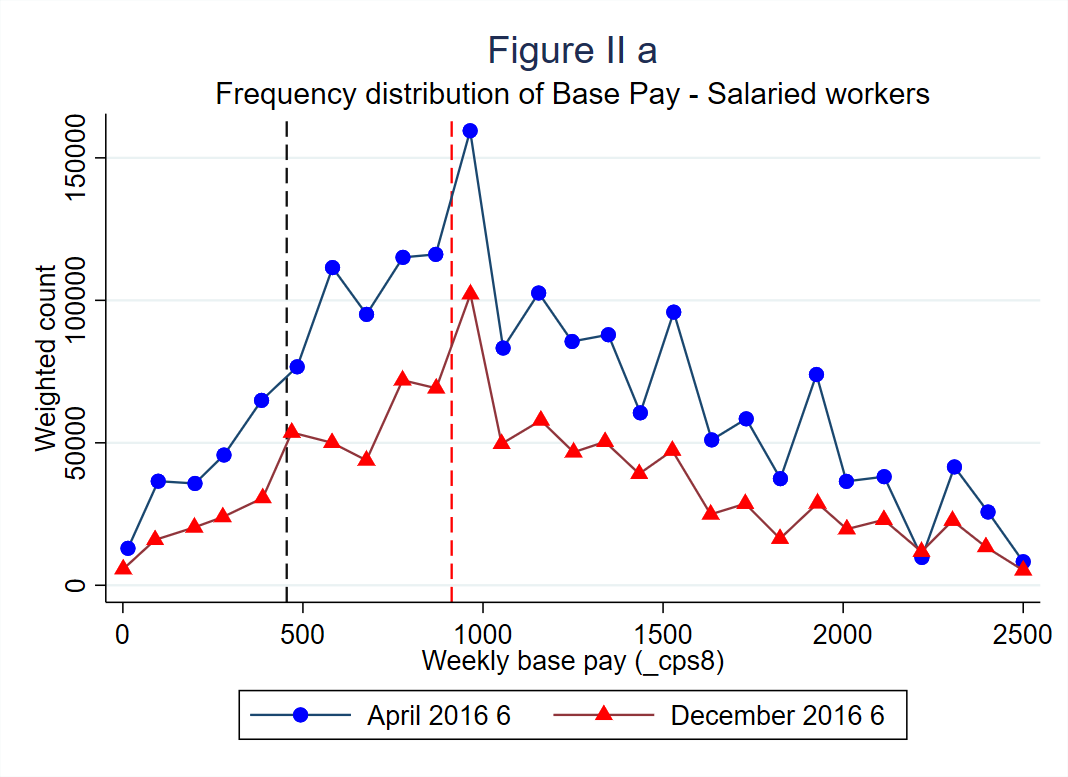 Figure II a
Frequency distribution of Base Pay - Salaried workers
Weighted count
150000
100000
50000
0
0 500 1000 1500 2000 2500
Weekly base pay (_cps8)
April 2016 6 December 2016 6